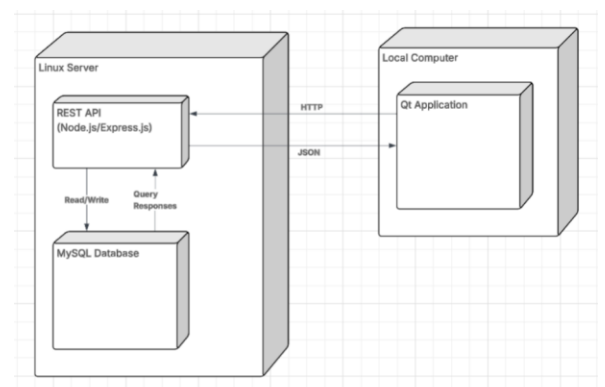 Linux Server
REST API
(Node.js/Express.js)
Read/Write
Query
Responses
MySQL Database
HTTP
JSON
Local Computer
Qt Application